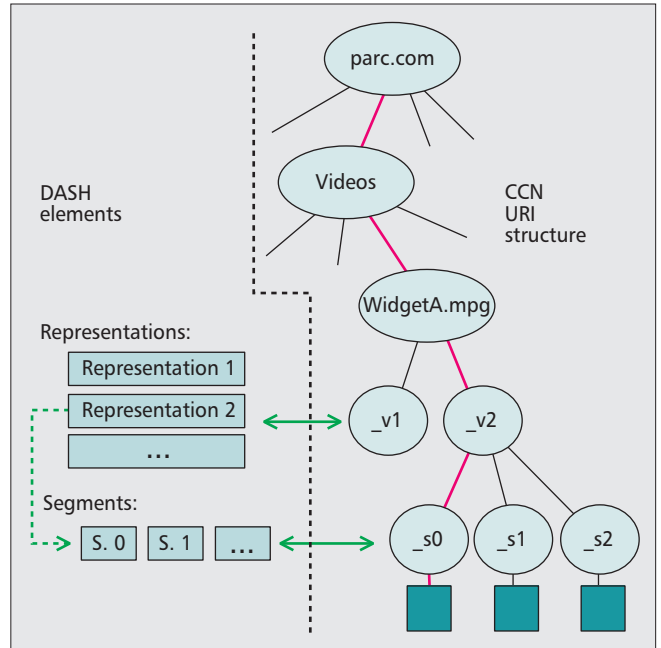 parc.com
Videos
DASH
elements
CCN
URI
structure
WidgetA.mpg
Representations:
Representation 1
Representation 2
...
_v1
_v2
Segments:
S. 0
S. 1
...
_s0
_s1
_s2